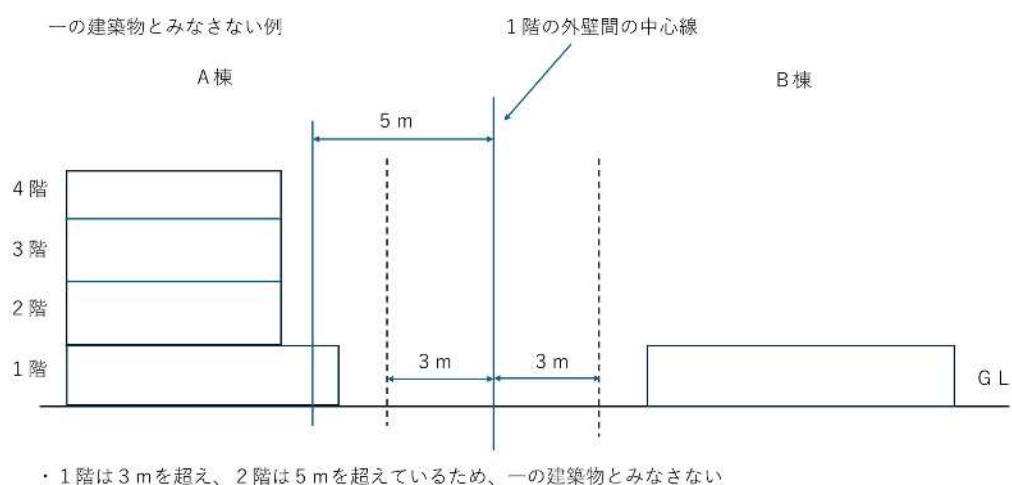 一の建築物とみなさない例
1階の外壁間の中心線
A棟
B棟
5m
4階
3階
2階
1階
3m
3m
GL
・1階は3mを超え、2階は5mを超えているため、一の建築物とみなさない